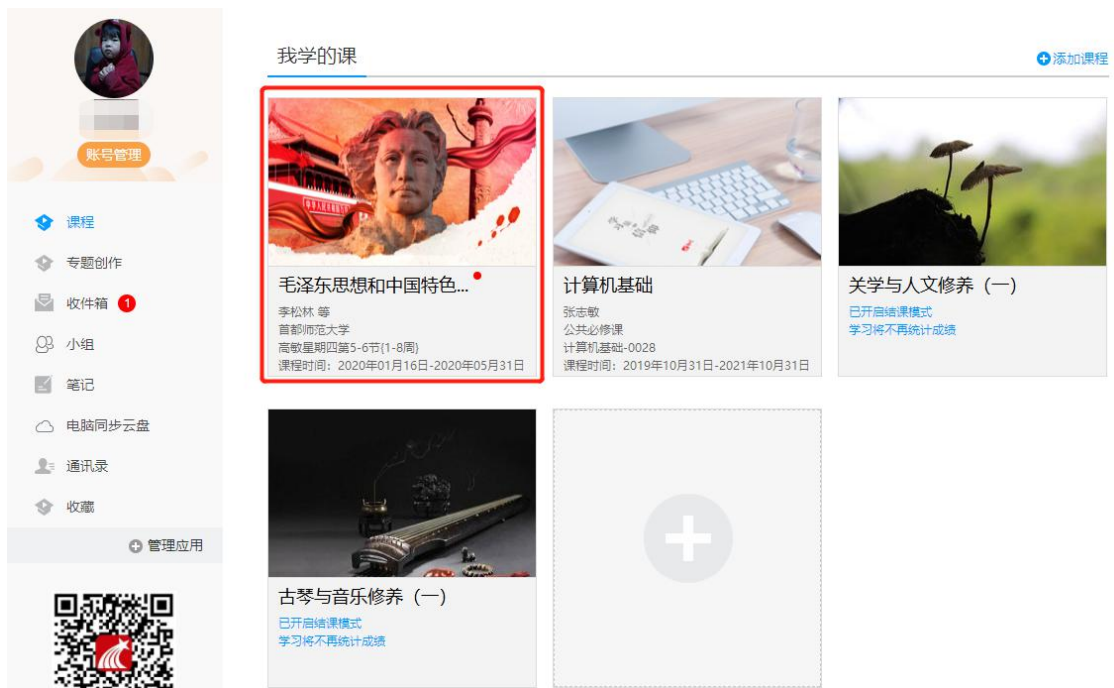 我学的课
添加课程
账号管理
课程
专题创作
收件箱 1
小组
笔记
电脑同步云盘
通讯录
收藏
管理应用
毛泽东思想和中国特色...
李松林 等
首都师范大学
高敏星期四第5-6节{1-8周}
课程时间：2020年01月16日-2020年05月31日
计算机基础
张志敏
公共必修课
计算机基础-0028
课程时间：2019年10月31日-2021年10月31日
关学与人文修养（一）
已开启结课模式
学习将不再统计成绩
古琴与音乐修养（一）
已开启结课模式
学习将不再统计成绩